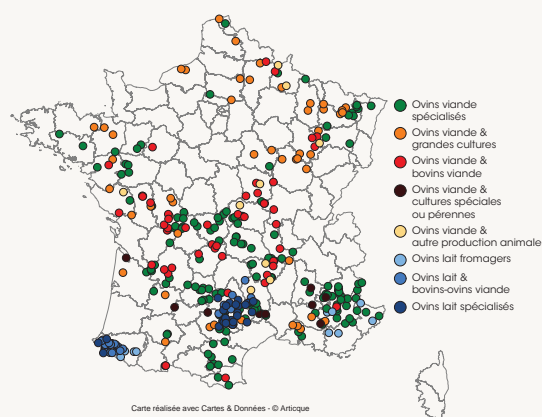 Ovins viande
spécialisés
Ovins viande &
grandes cultures
Ovins viande &
bovins viande
Ovins viande &
cultures spéciales
ou pérennes
Ovins viande &
autre production animale
Ovins lait fromagers
Ovins lait &
bovins-ovins viande
Ovins lait spécialisés
Carte réalisée avec Cartes & Données - © Articque